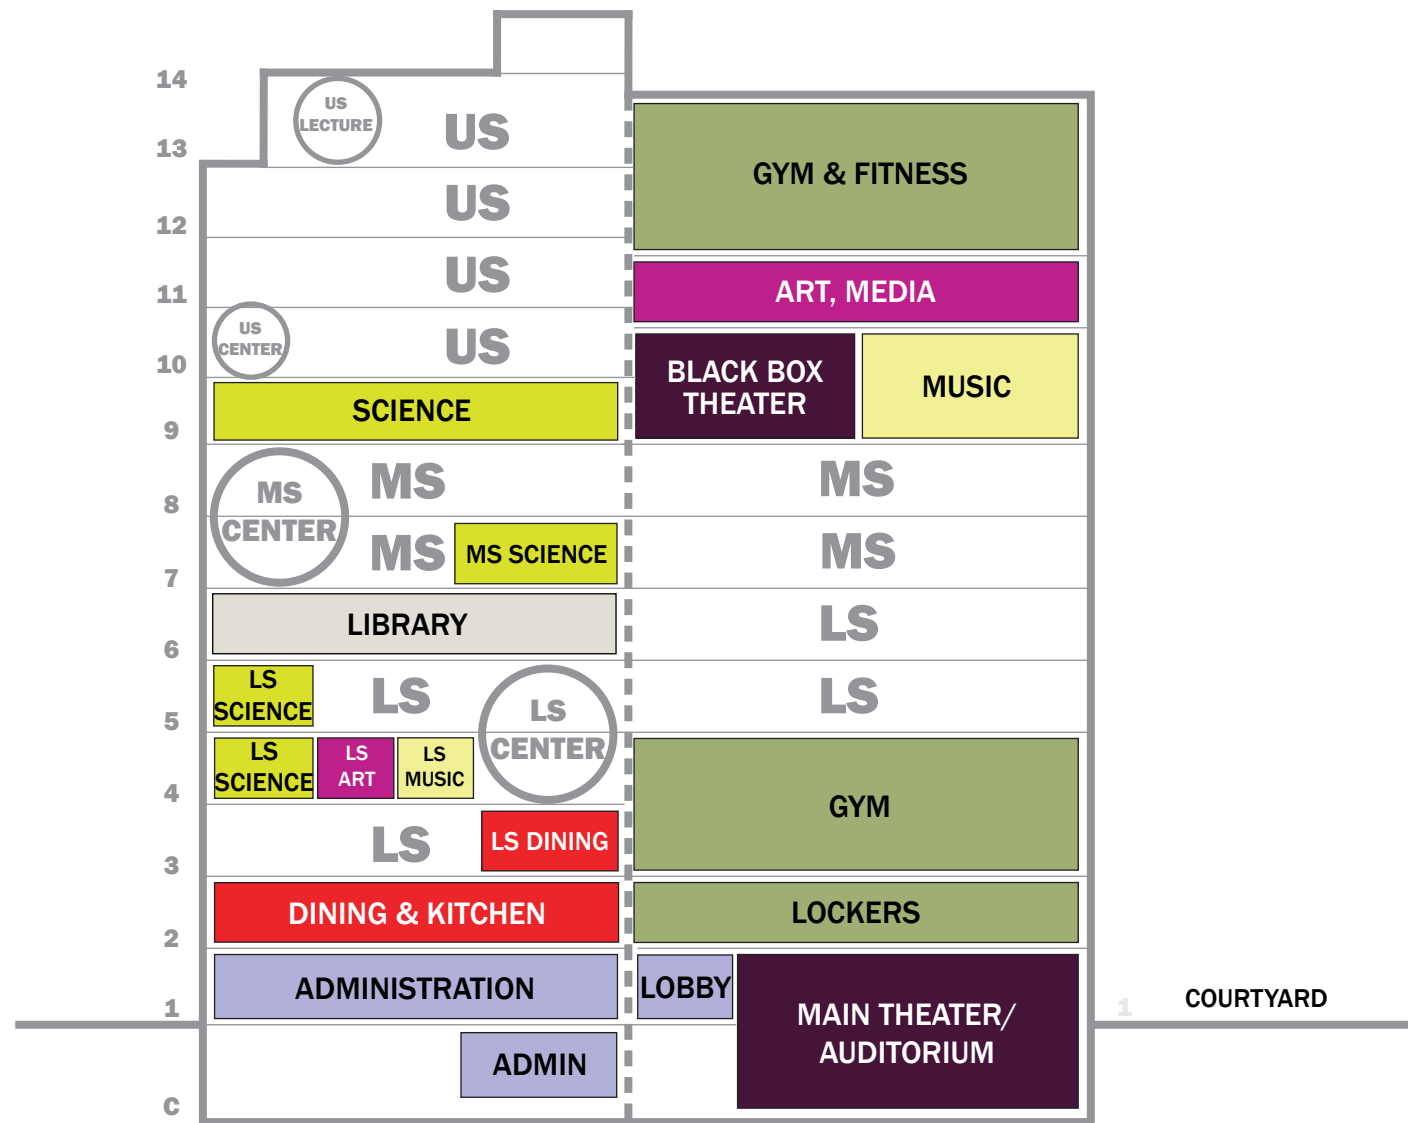 14
US
LECTURE
US
13
GYM & FITNESS
US
12
US
ART, MEDIA
11
US
CENTER
US
10
BLACK BOX
THEATER
MUSIC
SCIENCE
9
MS
CENTER
MS
MS
8
MS
MS SCIENCE
MS
7
LIBRARY
LS
6
LS
SCIENCE
LS
LS
CENTER
LS
5
LS
SCIENCE
LS
ART
LS
MUSIC
4
GYM
LS
LS DINING
3
DINING & KITCHEN
LOCKERS
2
ADMINISTRATION
LOBBY
MAIN THEATER/
AUDITORIUM
1
1
COURTYARD
ADMIN
C